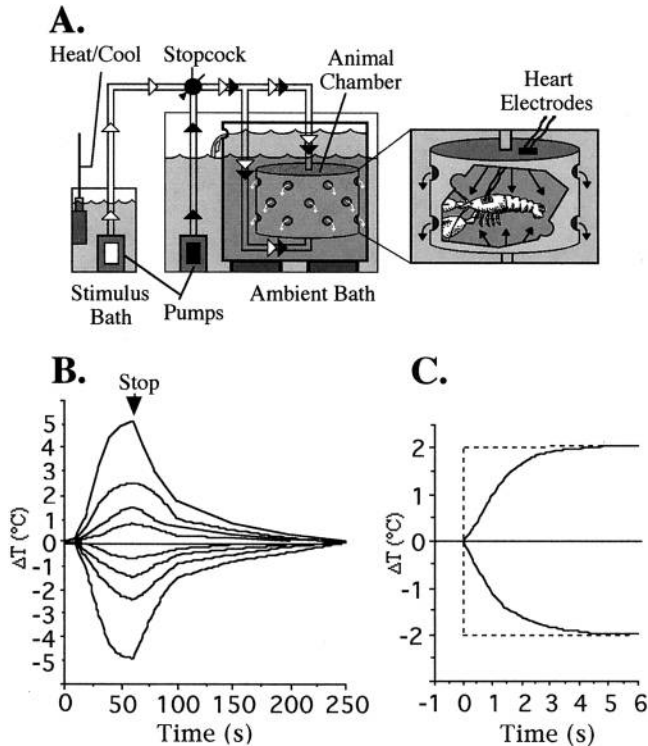 A.
Heat/Cool
Stopcock
Animal
Chamber
Heart
Electrodes
Stimulus
Bath
Pumps
Ambient Bath
B.
Stop
5
4
3
2
1
0
-1
-2
-3
-4
-5
ΔT (°C)
0 50 100 150 200 250
Time (s)
C.
2
1
0
-1
-2
ΔT (°C)
-1 0 1 2 3 4 5 6
Time (s)